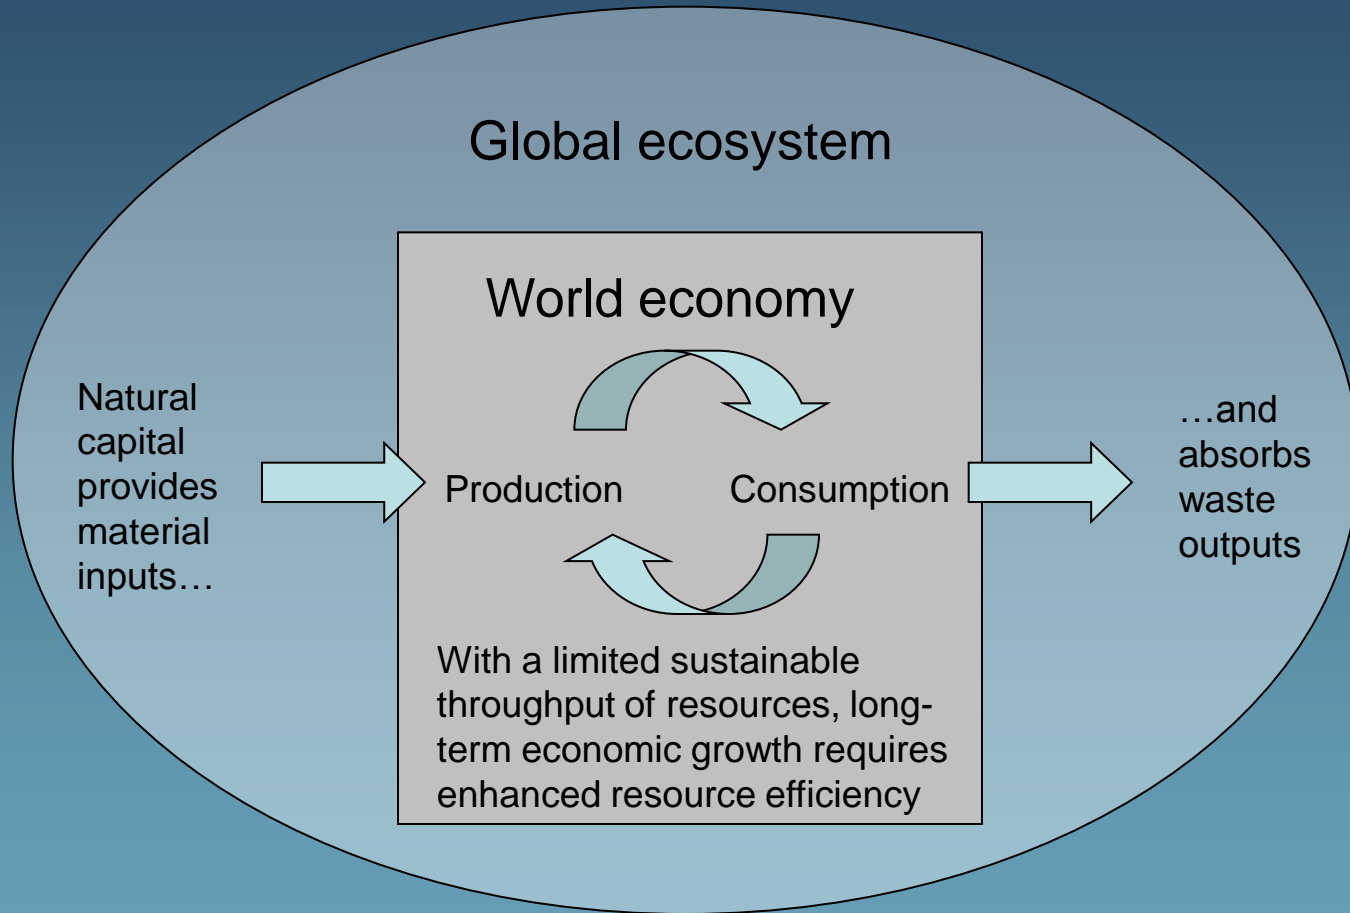 Global ecosystem
World economy
Natural
capital
provides
material
inputs…
Production
Consumption
…and
absorbs
waste
outputs
With a limited sustainable
throughput of resources, long-
term economic growth requires
enhanced resource efficiency